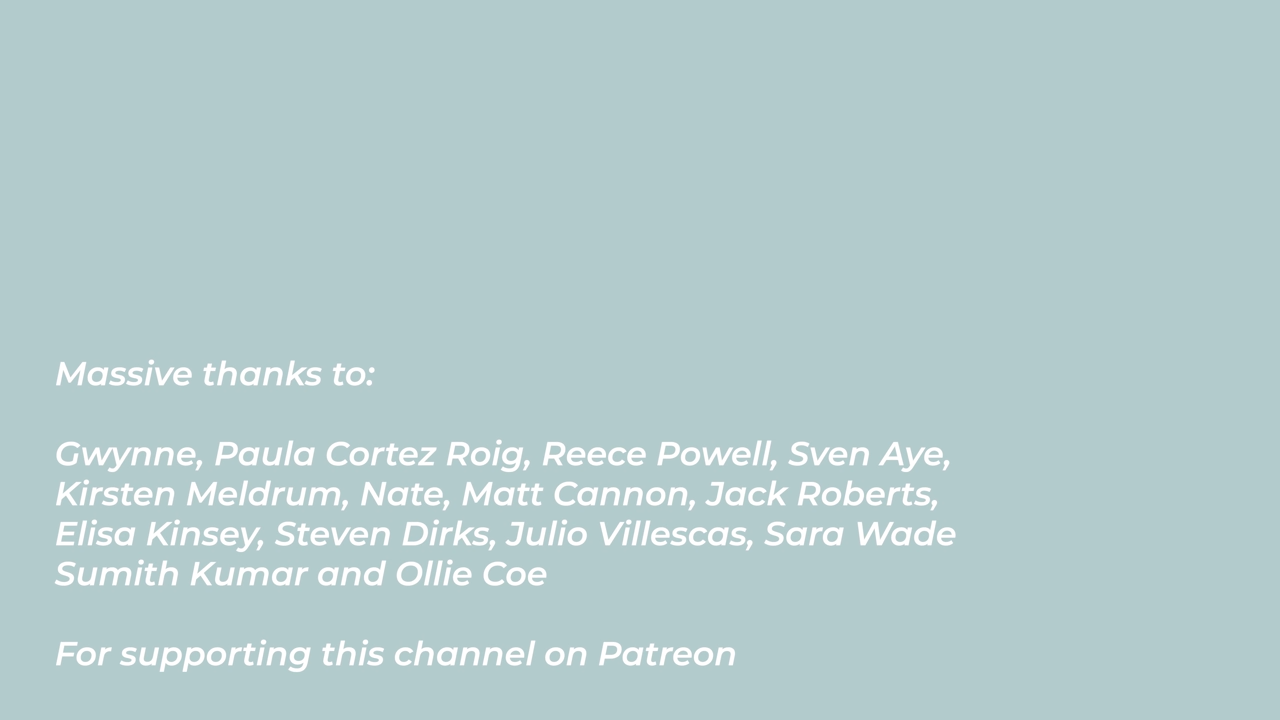 Massive thanks to:
Gwynne, Paula Cortez Roig, Reece Powell, Sven Aye,
Kirsten Meldrum, Nate, Matt Cannon, Jack Roberts,
Elisa Kinsey, Steven Dirks, Julio Villescas, Sara Wade
Sumith Kumar and Ollie Coe
For supporting this channel on Patreon